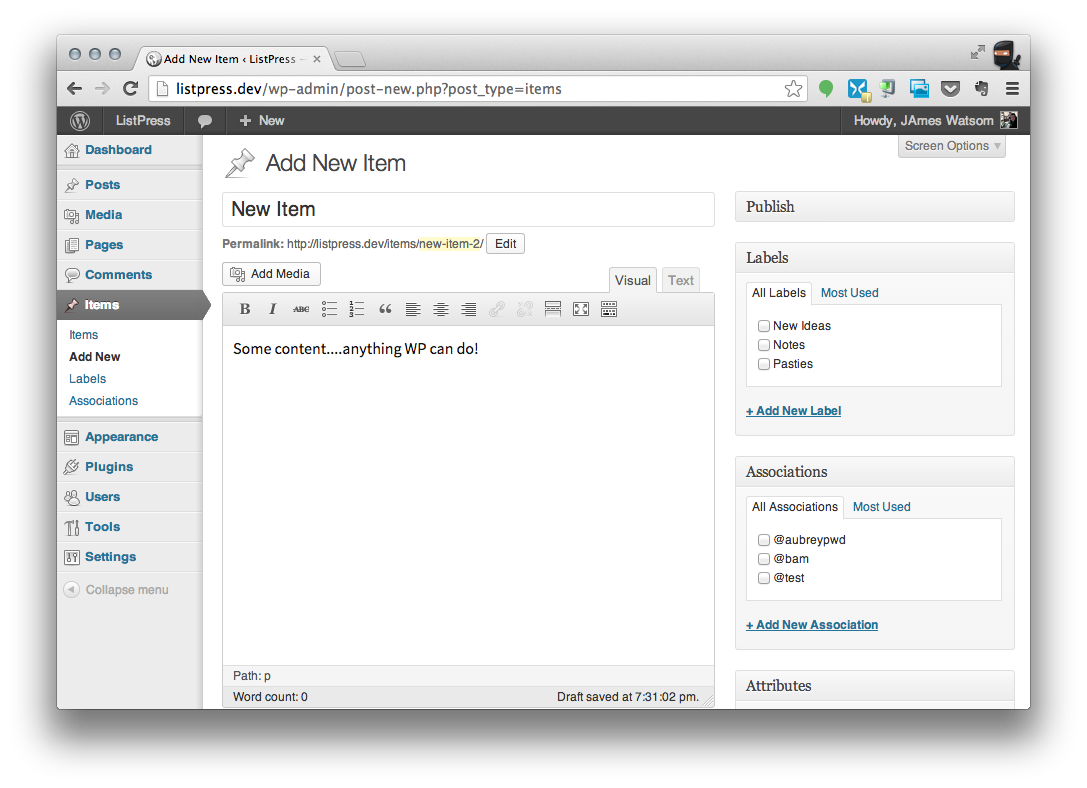 Add New Item ‹ ListPress –
listpress.dev/wp-admin/post-new.php?post_type=items
ListPress
+ New
Howdy, JAmes Watsom
Screen Options
Dashboard
Posts
Media
Pages
Comments
Items
Items
Add New
Labels
Associations
Appearance
Plugins
Users
Tools
Settings
Collapse menu
Add New Item
New Item
Permalink: http://listpress.dev/items/new-item-2/ Edit
Add Media
Visual Text
B I ABC
Some content....anything WP can do!
Path: p
Word count: 0 Draft saved at 7:31:02 pm.
Publish
Labels
All Labels Most Used
New Ideas
Notes
Pasties
+ Add New Label
Associations
All Associations Most Used
@aubreypwd
@bam
@test
+ Add New Association
Attributes